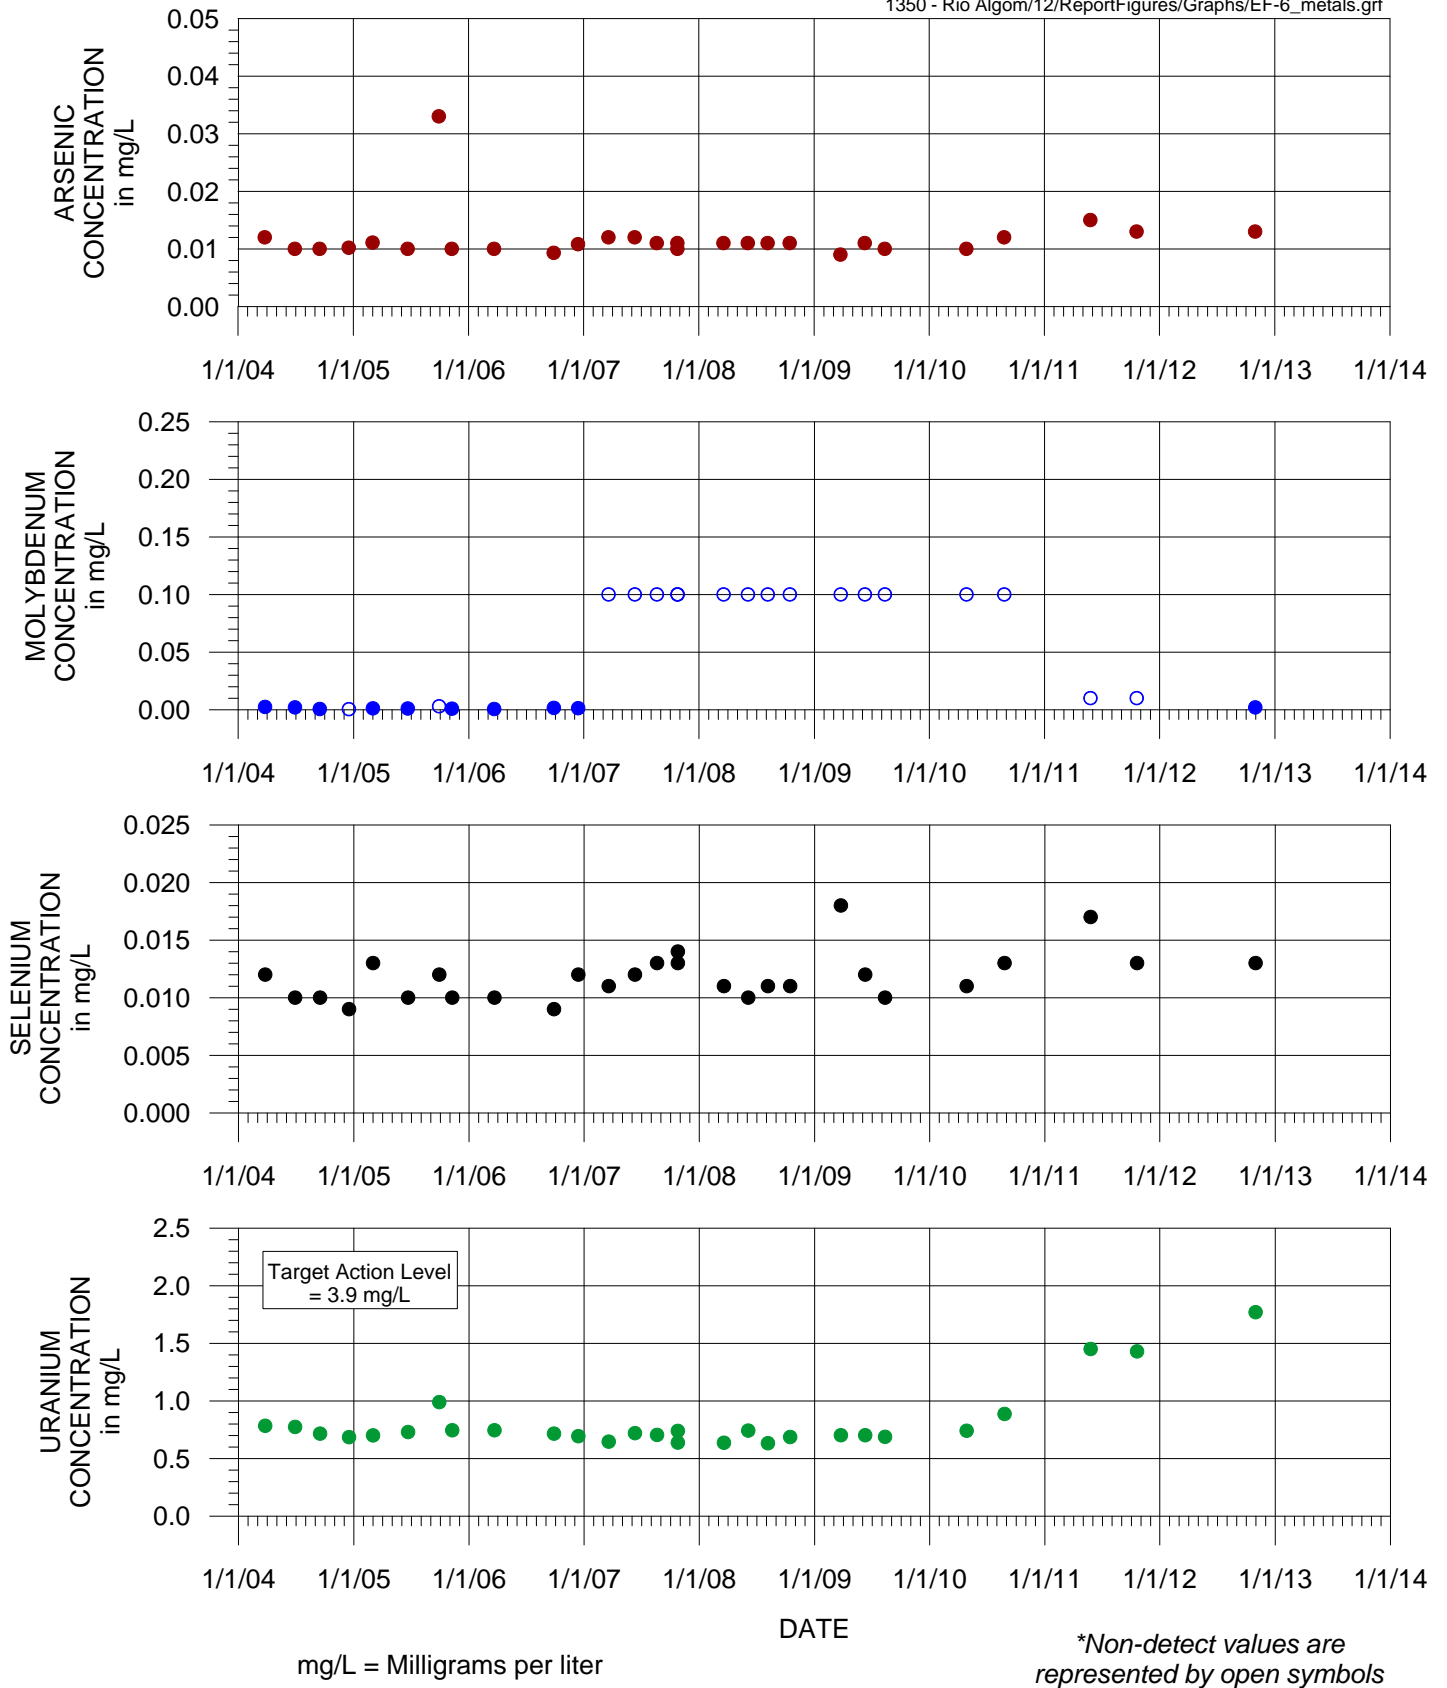 1350 - Rio Algom/12/ReportFigures/Graphs/EF-6_metals.grf
ARSENIC
CONCENTRATION
in mg/L
0.05
0.04
0.03
0.02
0.01
0.00
1/1/04 1/1/05 1/1/06 1/1/07 1/1/08 1/1/09 1/1/10 1/1/11 1/1/12 1/1/13 1/1/14
MOLYBDENUM
CONCENTRATION
in mg/L
0.25
0.20
0.15
0.10
0.05
0.00
1/1/04 1/1/05 1/1/06 1/1/07 1/1/08 1/1/09 1/1/10 1/1/11 1/1/12 1/1/13 1/1/14
SELENIUM
CONCENTRATION
in mg/L
0.025
0.020
0.015
0.010
0.005
0.000
1/1/04 1/1/05 1/1/06 1/1/07 1/1/08 1/1/09 1/1/10 1/1/11 1/1/12 1/1/13 1/1/14
URANIUM
CONCENTRATION
in mg/L
2.5
2.0
1.5
1.0
0.5
0.0
Target Action Level
= 3.9 mg/L
1/1/04 1/1/05 1/1/06 1/1/07 1/1/08 1/1/09 1/1/10 1/1/11 1/1/12 1/1/13 1/1/14
DATE
mg/L = Milligrams per liter
*Non-detect values are
represented by open symbols